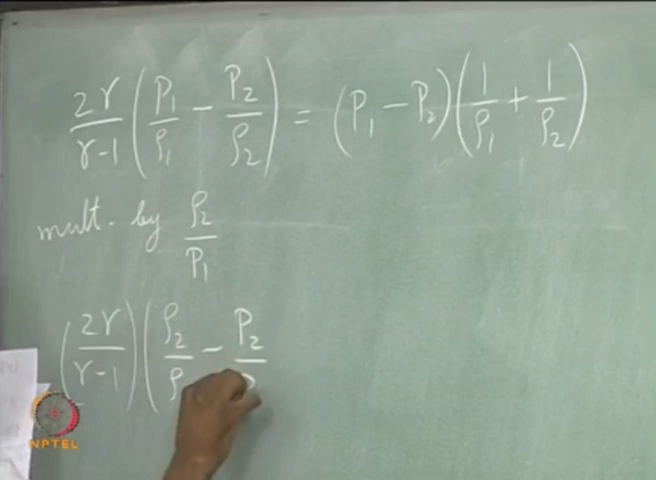 2γ/(γ-1) (P₁/ρ₁ - P₂/ρ₂) = (P₁ - P₂)(1/ρ₁ + 1/ρ₂)
mult. by ρ₂/P₁
(2γ/(γ-1)) (ρ₂/ρ - P₂/
NPTEL